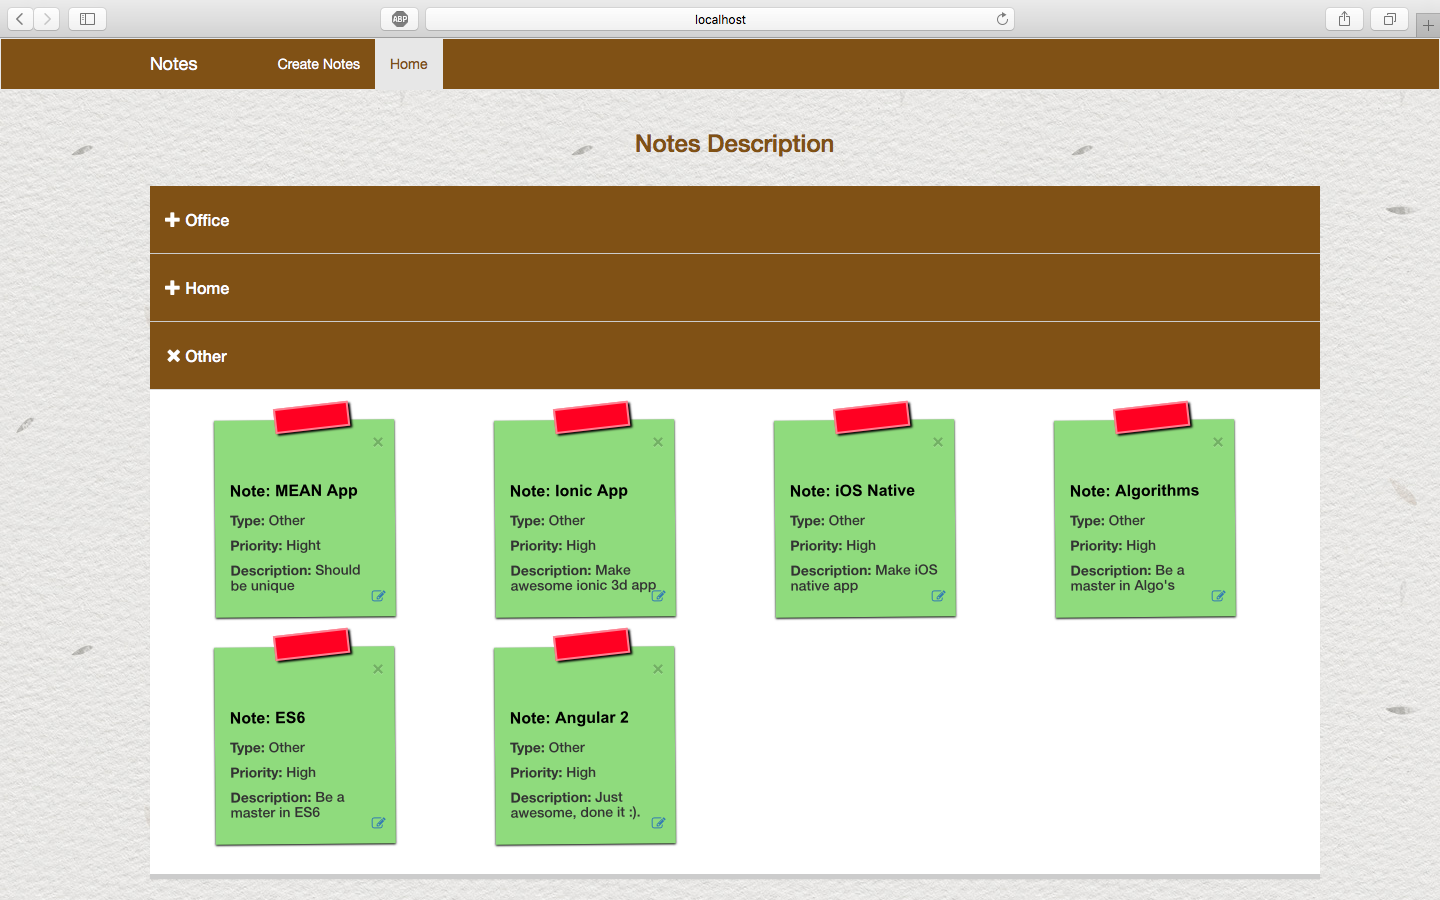 ABP
localhost
Notes
Create Notes
Home
Notes Description
Office
Home
Other
Note: MEAN App
Type: Other
Priority: Hight
Description: Should
be unique
Note: Ionic App
Type: Other
Priority: High
Description: Make
awesome ionic 3d app
Note: iOS Native
Type: Other
Priority: High
Description: Make iOS
native app
Note: Algorithms
Type: Other
Priority: High
Description: Be a
master in Algo's
Note: ES6
Type: Other
Priority: High
Description: Be a
master in ES6
Note: Angular 2
Type: Other
Priority: High
Description: Just
awesome, done it :).